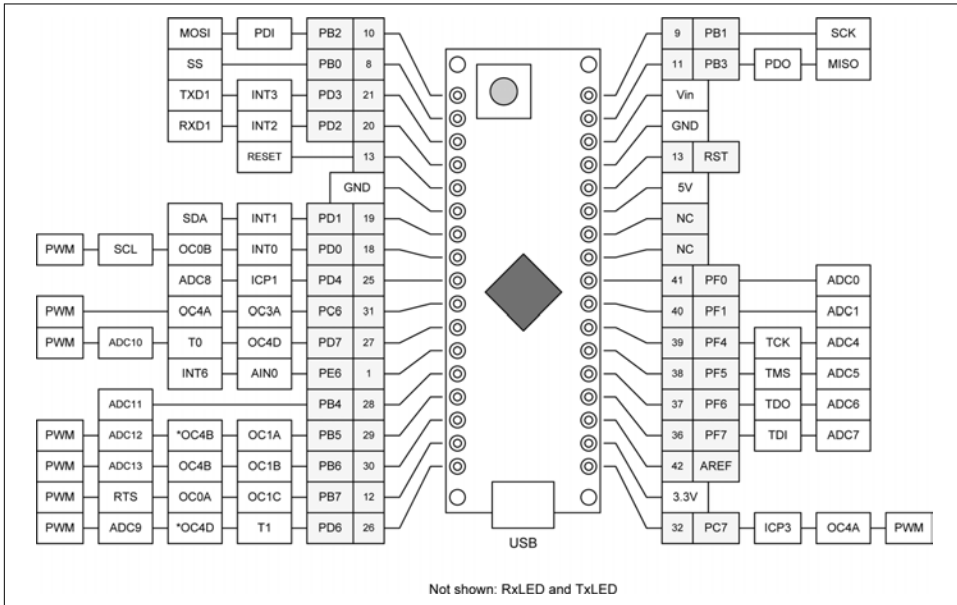 MOSI PDI PB2 10 9 PB1 SCK
SS PB0 8 11 PB3 PDO MISO
TXD1 INT3 PD3 21 Vin
RXD1 INT2 PD2 20 GND
RESET 13 13 RST
GND 5V
SDA INT1 PD1 19 NC
PWM SCL OC0B INT0 PD0 18 NC
ADC8 ICP1 PD4 25 41 PF0 ADC0
PWM OC4A OC3A PC6 31 40 PF1 ADC1
PWM ADC10 T0 OC4D PD7 27 39 PF4 TCK ADC4
INT6 AIN0 PE6 1 38 PF5 TMS ADC5
ADC11 PB4 28 37 PF6 TDO ADC6
PWM ADC12 *OC4B OC1A PB5 29 36 PF7 TDI ADC7
PWM ADC13 OC4B OC1B PB6 30 42 AREF
PWM RTS OC0A OC1C PB7 12 3.3V
PWM ADC9 *OC4D T1 PD6 26 32 PC7 ICP3 OC4A PWM
USB
Not shown: RxLED and TxLED